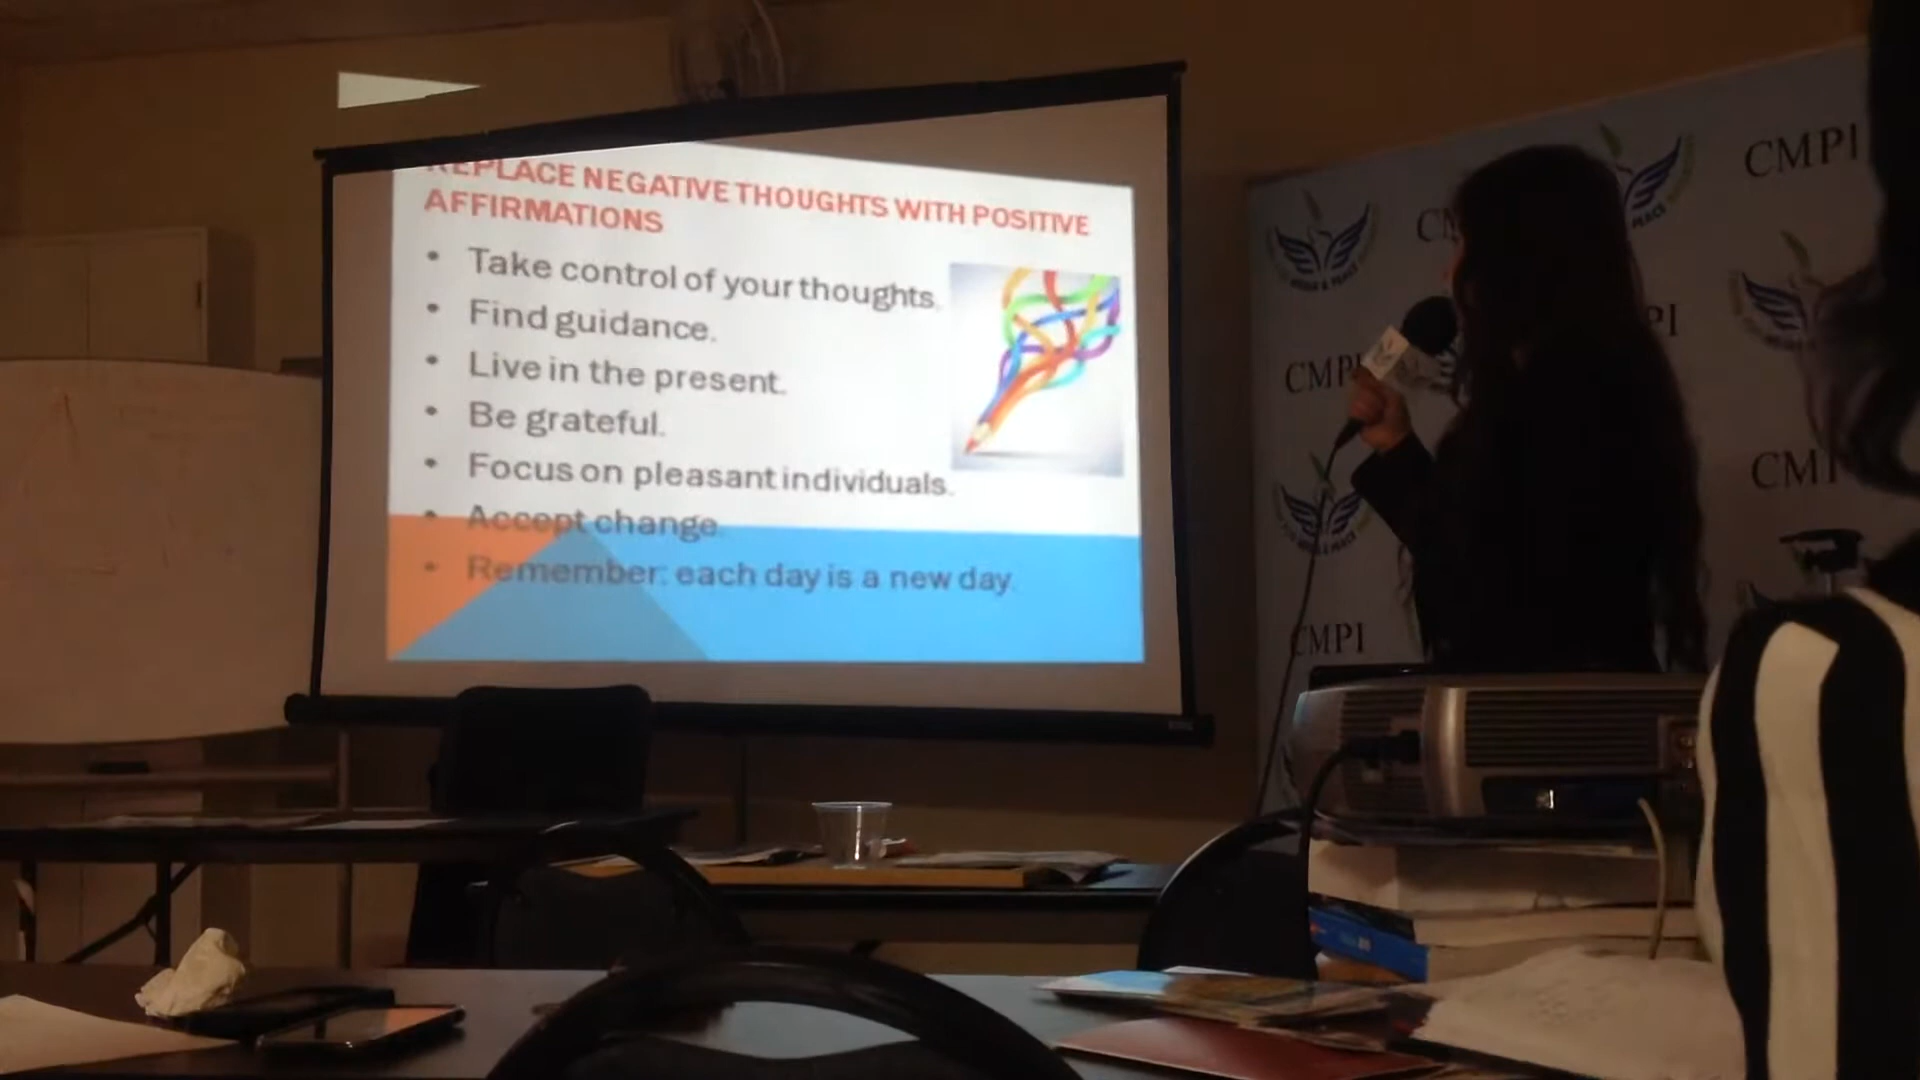 REPLACE NEGATIVE THOUGHTS WITH POSITIVE
AFFIRMATIONS
• Take control of your thoughts.
• Find guidance.
• Live in the present.
• Be grateful.
• Focus on pleasant individuals.
• Accept change.
• Remember: each day is a new day.
CMPI
PEACE
CMPI
CMPI